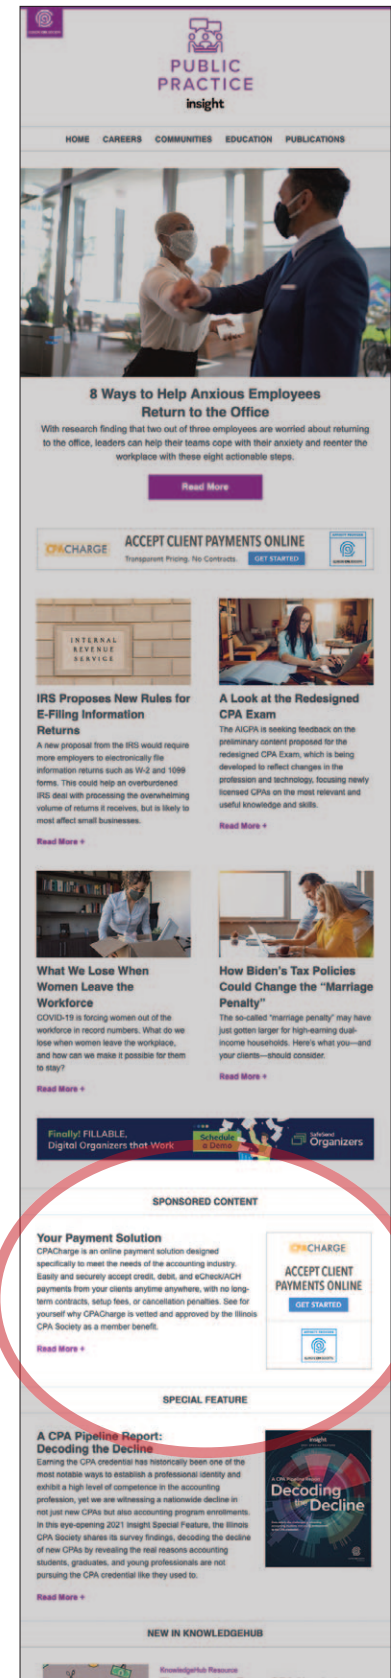 PUBLIC
PRACTICE
insight
HOME CAREERS COMMUNITIES EDUCATION PUBLICATIONS
8 Ways to Help Anxious Employees
Return to the Office
With research finding that two out of three employees are worried about returning
to the office, leaders can help their teams cope with their anxiety and reenter the
workplace with these eight actionable steps.
Read More
CPACHARGE
ACCEPT CLIENT PAYMENTS ONLINE
Transparent Pricing. No Contracts.
GET STARTED
INTERNAL
REVENUE
SERVICE
IRS Proposes New Rules for
E-Filing Information
Returns
A new proposal from the IRS would require
more employers to electronically file
information returns such as W-2 and 1099
forms. This could help an overburdened
IRS deal with processing the overwhelming
volume of returns it receives, but is likely to
most affect small businesses.
Read More +
A Look at the Redesigned
CPA Exam
The AICPA is seeking feedback on the
preliminary content proposed for the
redesigned CPA Exam, which is being
developed to reflect changes in the
profession and technology, focusing newly
licensed CPAs on the most relevant and
useful knowledge and skills.
Read More +
What We Lose When
Women Leave the
Workforce
COVID-19 is forcing women out of the
workforce in record numbers. What do we
lose when women leave the workplace,
and how can we make it possible for them
to stay?
Read More +
How Biden's Tax Policies
Could Change the “Marriage
Penalty”
The so-called “marriage penalty” may have
just gotten larger for high-earning dual-
income households. Here's what you—and
your clients—should consider.
Read More +
Finally! FILLABLE,
Digital Organizers that Work
Schedule
a Demo
SafeSend
Organizers
SPONSORED CONTENT
Your Payment Solution
CPACharge is an online payment solution designed
specifically to meet the needs of the accounting industry.
Easily and securely accept credit, debit, and eCheck/ACH
payments from your clients anytime anywhere, with no long-
term contracts, setup fees, or cancellation penalties. See for
yourself why CPACharge is vetted and approved by the Illinois
CPA Society as a member benefit.
Read More +
CPACHARGE
ACCEPT CLIENT
PAYMENTS ONLINE
GET STARTED
SPECIAL FEATURE
A CPA Pipeline Report:
Decoding the Decline
Earning the CPA credential has historically been one of the
most notable ways to establish a professional identity and
exhibit a high level of competence in the accounting
profession, yet we are witnessing a nationwide decline in
not just new CPAs but also accounting program enrollments.
In this eye-opening 2021 Insight Special Feature, the Illinois
CPA Society shares its survey findings, decoding the decline
of new CPAs by revealing the real reasons accounting
students, graduates, and young professionals are not
pursuing the CPA credential like they used to.
Read More +
insight
A CPA Pipeline Report
Decoding
the Decline
NEW IN KNOWLEDGEHUB
KnowledgeHub Resource